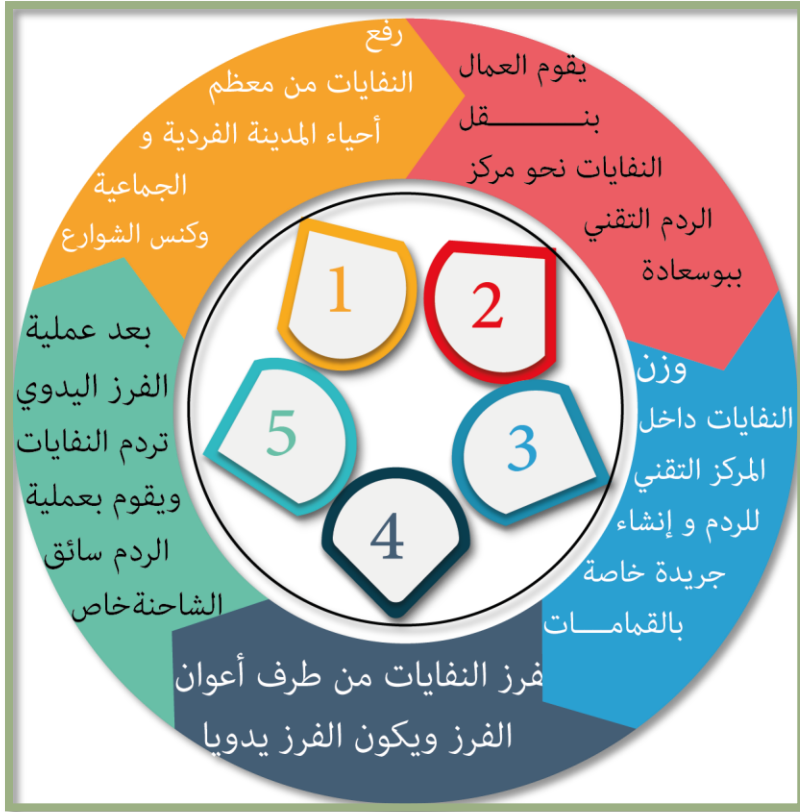 رفع
النفايات من معظم
أحياء المدينة الفردية و
الجماعية
وكنس الشوارع
يقوم العمال
بنـــــــــقل
النفايات نحو مركز
الردم التقني
ببوسعادة
وزن
النفايات داخل
المركز التقني
للردم و إنشاء
جريدة خاصة
بالقمامـــات
فرز النفايات من طرف أعوان
الفرز ويكون الفرز يدويا
بعد عملية
الفرز اليدوي
تردم النفايات
ويقوم بعملية
الردم سائق
الشاحنةخاص
1
2
3
4
5